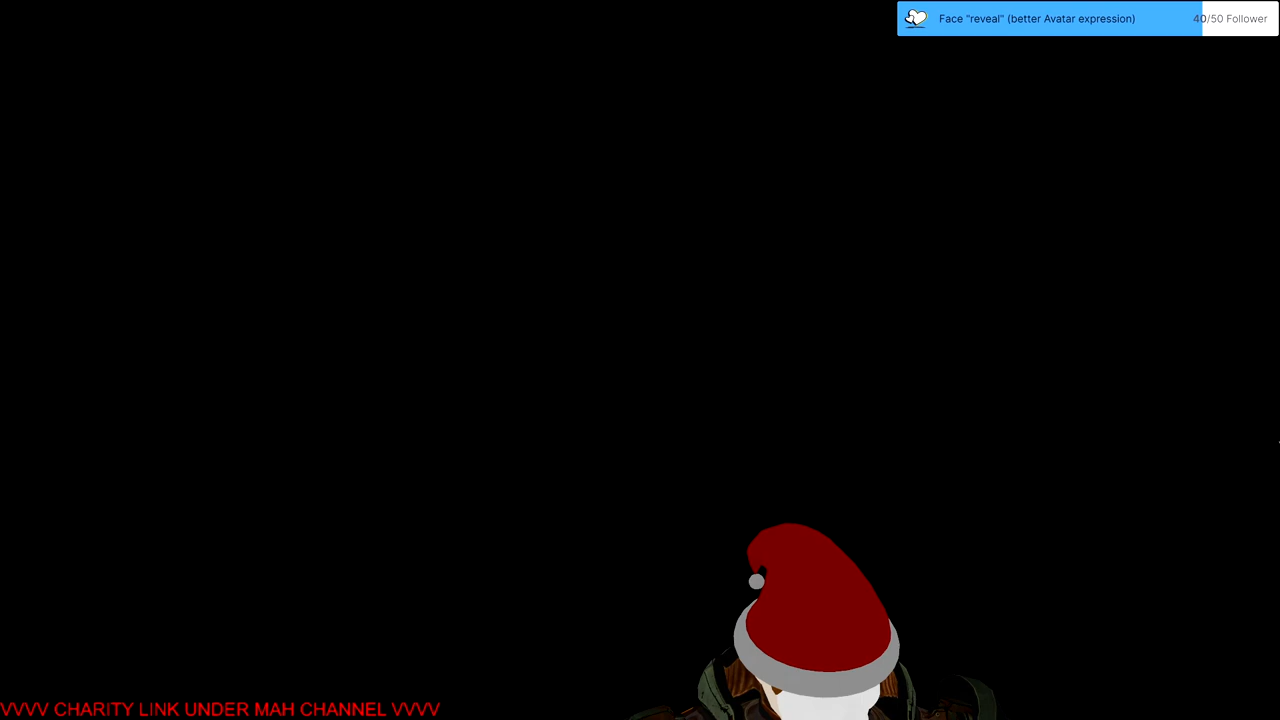 Face "reveal" (better Avatar expression) 40/50 Follower
VVVV CHARITY LINK UNDER MAH CHANNEL VVVV